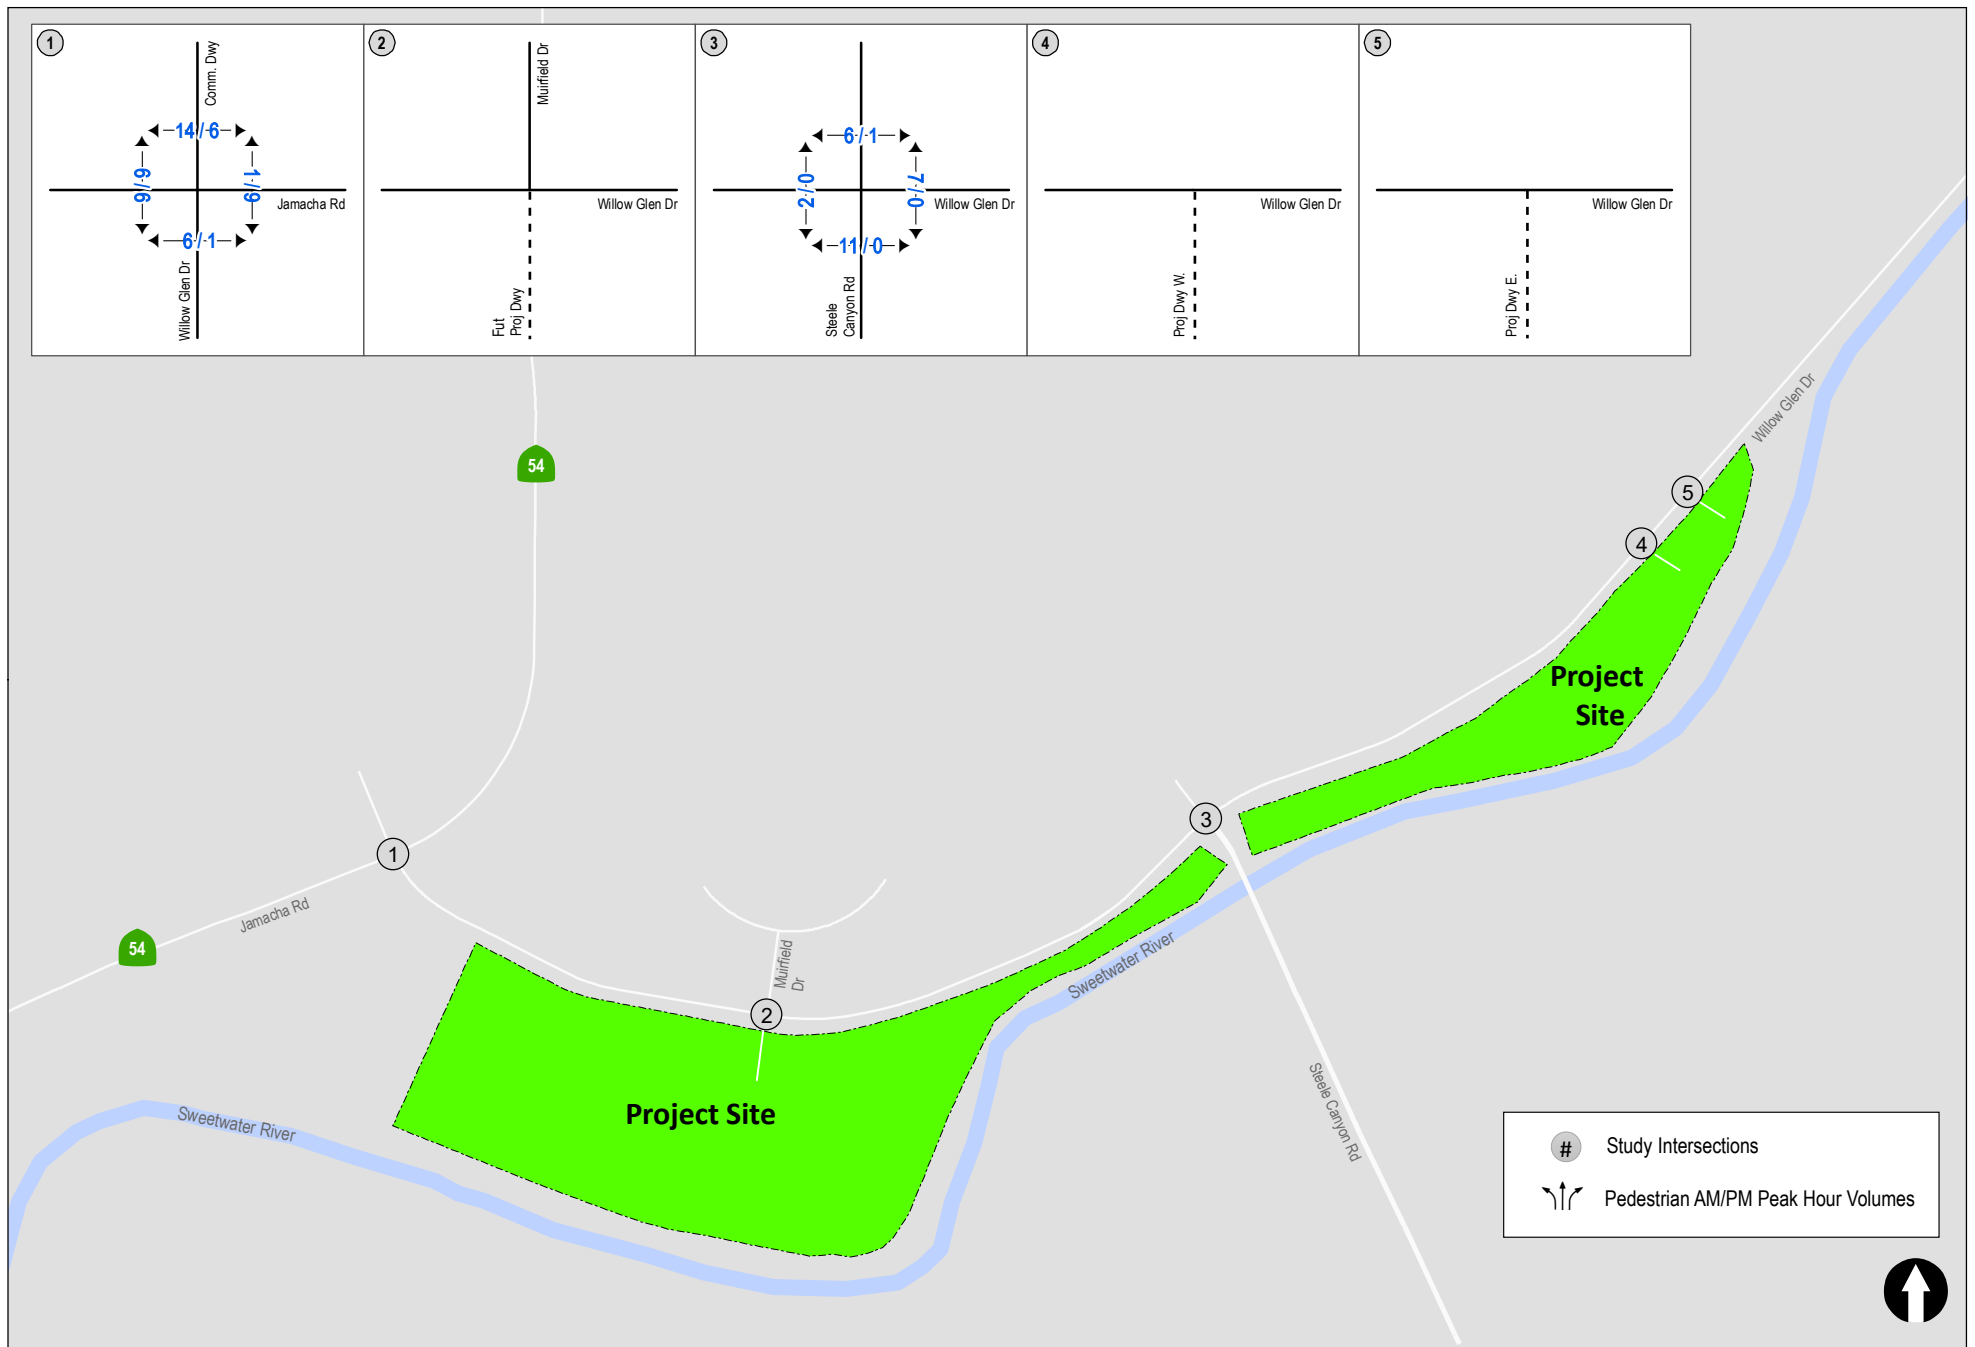 1
Comm. Dwy
14 / 6
6 / 6
1 / 9
Jamacha Rd
6 / 1
Willow Glen Dr
2
Muirfield Dr
Willow Glen Dr
Fut
Proj Dwy
3
6 / 1
2 / 0
7 / 0
Willow Glen Dr
11 / 0
Steele
Canyon Rd
4
Willow Glen Dr
Proj Dwy W.
5
Willow Glen Dr
Proj Dwy E.
Willow Glen Dr
54
5
4
Project
Site
3
1
Jamacha Rd
54
Muirfield
Dr
2
Sweetwater River
Steele Canyon Rd
Project Site
Sweetwater River
# Study Intersections
Pedestrian AM/PM Peak Hour Volumes